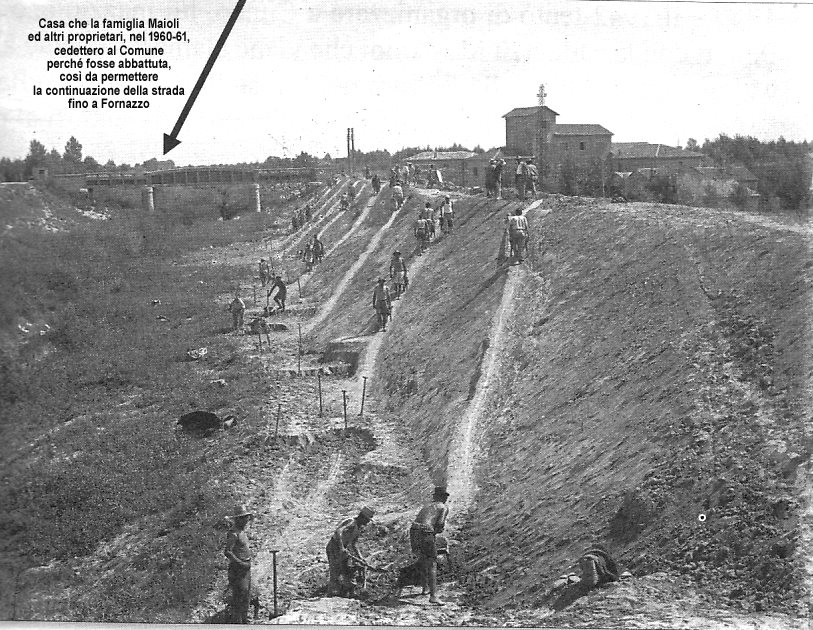 Casa che la famiglia Maioli
ed altri proprietari, nel 1960-61,
cedettero al Comune
perché fosse abbattuta,
così da permettere
la continuazione della strada
fino a Fornazzo